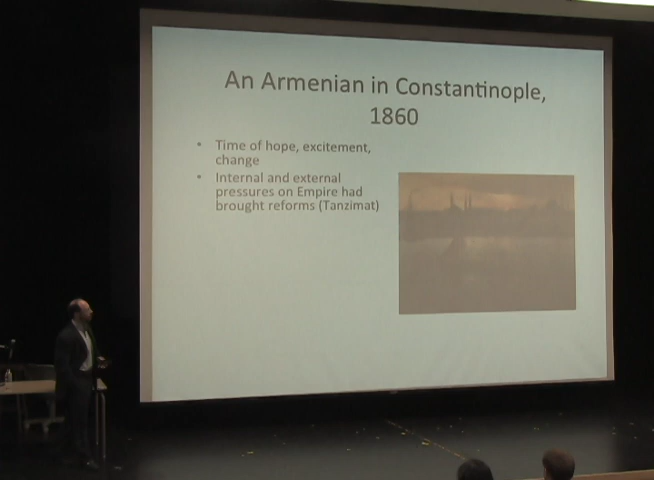 An Armenian in Constantinople,
1860
• Time of hope, excitement,
change
• Internal and external
pressures on Empire had
brought reforms (Tanzimat)